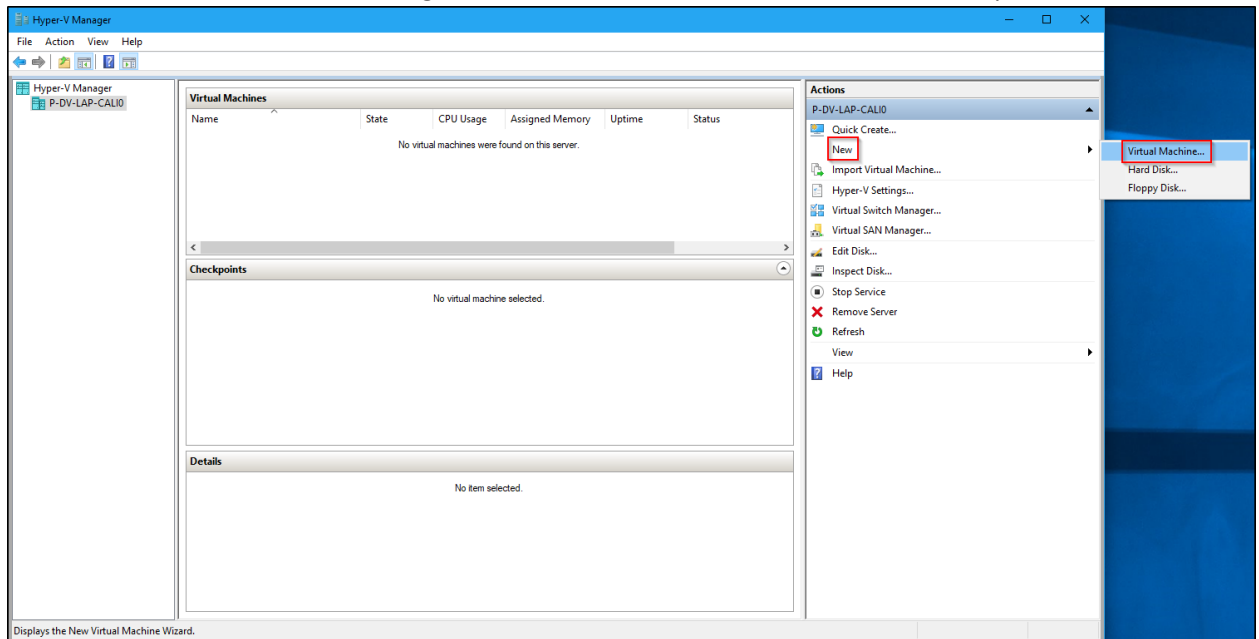 Hyper-V Manager
File Action View Help
Hyper-V Manager
P-DV-LAP-CALI0
Virtual Machines
Name State CPU Usage Assigned Memory Uptime Status
No virtual machines were found on this server.
Checkpoints
No virtual machine selected.
Details
No item selected.
Actions
P-DV-LAP-CALI0
Quick Create...
New
Import Virtual Machine...
Hyper-V Settings...
Virtual Switch Manager...
Virtual SAN Manager...
Edit Disk...
Inspect Disk...
Stop Service
Remove Server
Refresh
View
Help
Virtual Machine...
Hard Disk...
Floppy Disk...
Displays the New Virtual Machine Wizard.